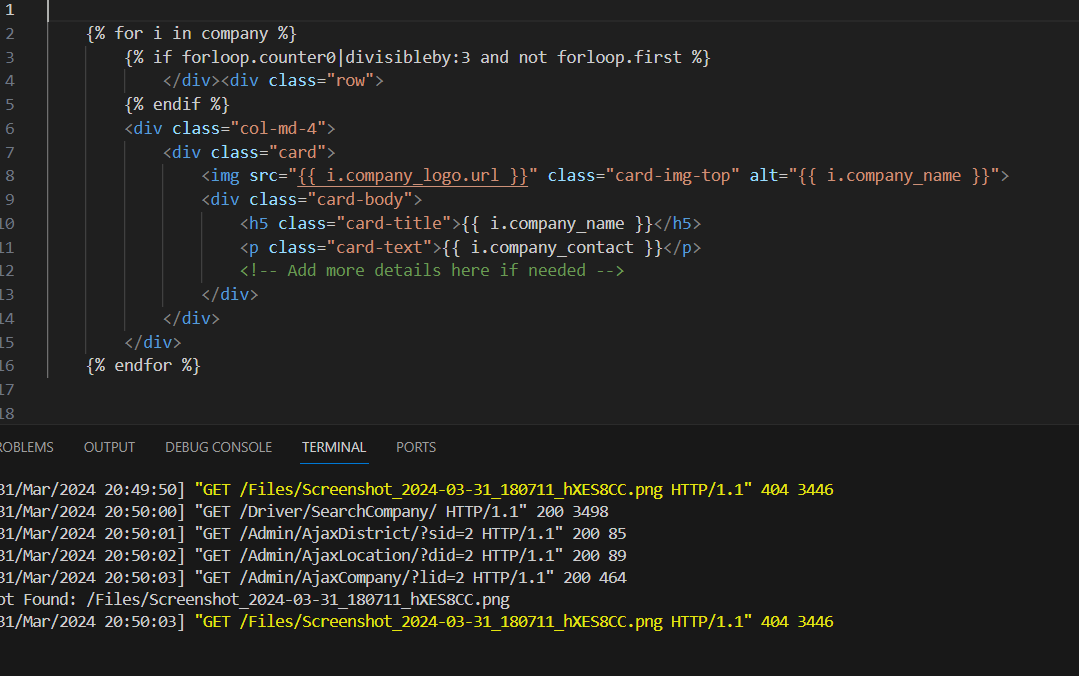 1
2 {% for i in company %}
3 {% if forloop.counter0|divisibleby:3 and not forloop.first %}
4 </div><div class="row">
5 {% endif %}
6 <div class="col-md-4">
7 <div class="card">
8 <img src="{{ i.company_logo.url }}" class="card-img-top" alt="{{ i.company_name }}">
9 <div class="card-body">
10 <h5 class="card-title">{{ i.company_name }}</h5>
11 <p class="card-text">{{ i.company_contact }}</p>
12 <!-- Add more details here if needed -->
13 </div>
14 </div>
15 </div>
16 {% endfor %}
17
18
ROBLEMS OUTPUT DEBUG CONSOLE TERMINAL PORTS
31/Mar/2024 20:49:50] "GET /Files/Screenshot_2024-03-31_180711_hXES8CC.png HTTP/1.1" 404 3446
31/Mar/2024 20:50:00] "GET /Driver/SearchCompany/ HTTP/1.1" 200 3498
31/Mar/2024 20:50:01] "GET /Admin/AjaxDistrict/?sid=2 HTTP/1.1" 200 85
31/Mar/2024 20:50:02] "GET /Admin/AjaxLocation/?did=2 HTTP/1.1" 200 89
31/Mar/2024 20:50:03] "GET /Admin/AjaxCompany/?lid=2 HTTP/1.1" 200 464
ot Found: /Files/Screenshot_2024-03-31_180711_hXES8CC.png
31/Mar/2024 20:50:03] "GET /Files/Screenshot_2024-03-31_180711_hXES8CC.png HTTP/1.1" 404 3446